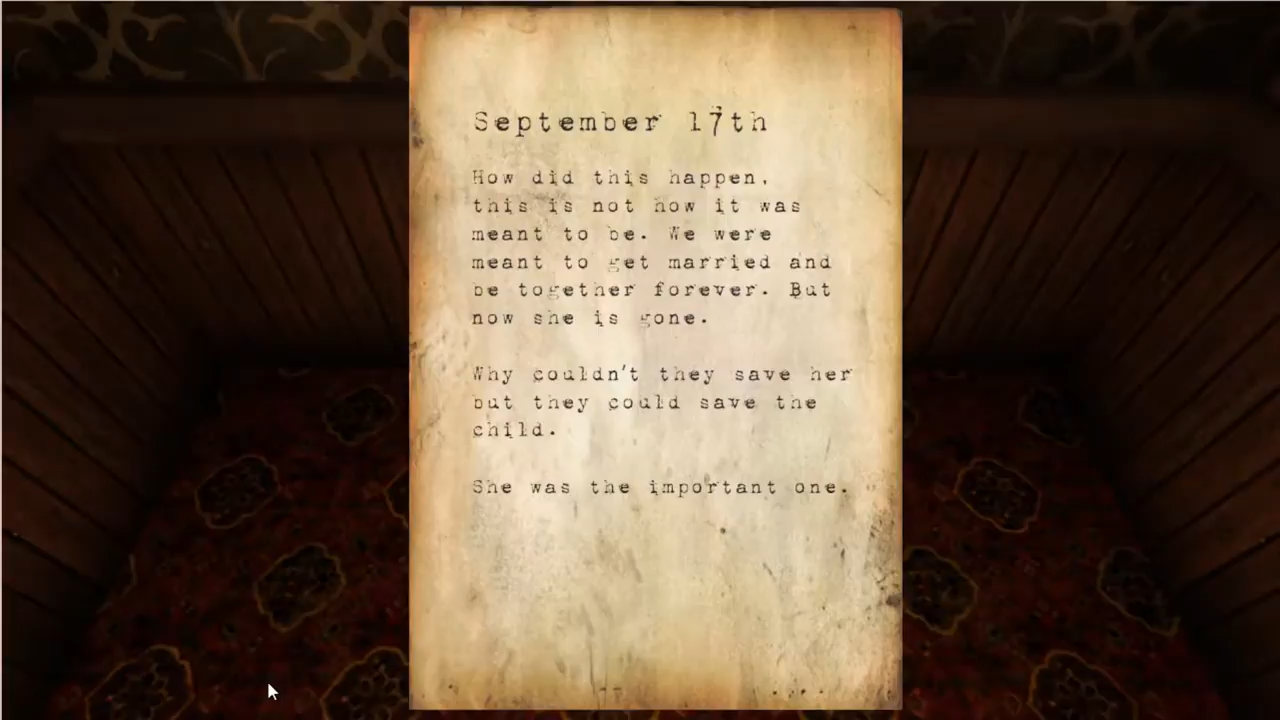 September 17th
How did this happen,
this is not how it was
meant to be. We were
meant to get married and
be together forever. But
now she is gone.
Why couldn't they save her
but they could save the
child.
She was the important one.